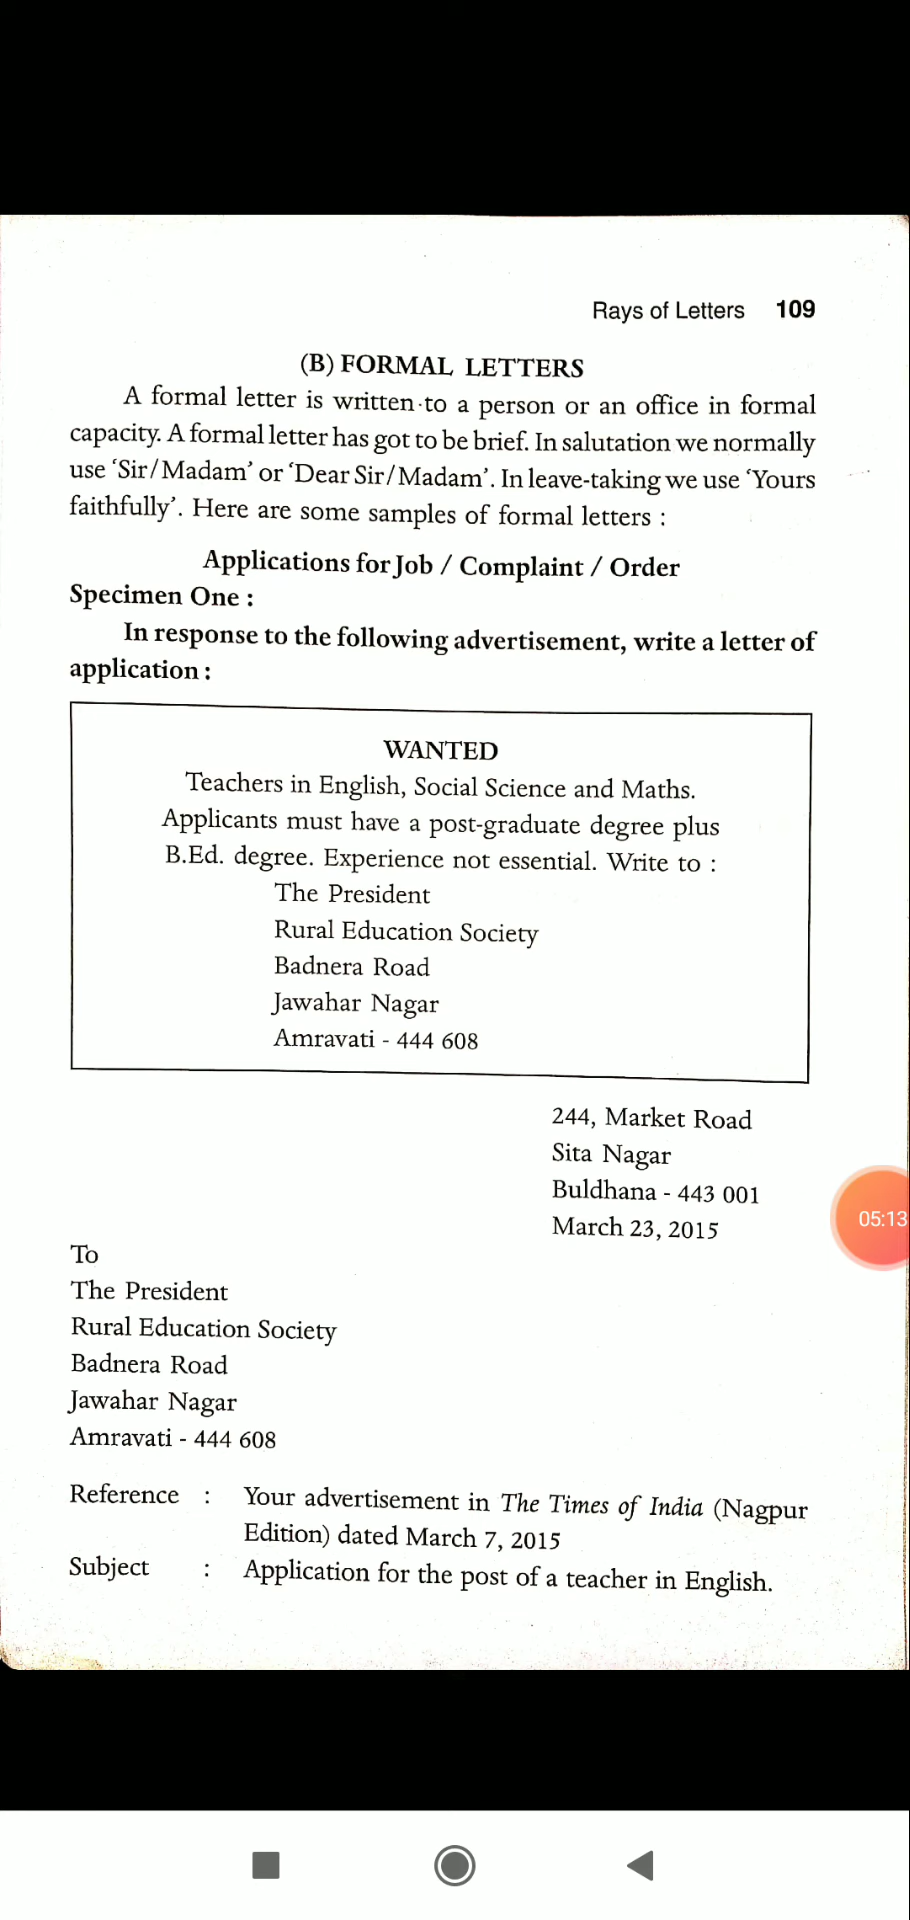 Rays of Letters 109
(B) FORMAL LETTERS
A formal letter is written to a person or an office in formal
capacity. A formal letter has got to be brief. In salutation we normally
use ‘Sir/Madam’ or ‘Dear Sir/Madam’. In leave-taking we use ‘Yours
faithfully’. Here are some samples of formal letters :
Applications for Job / Complaint / Order
Specimen One :
In response to the following advertisement, write a letter of
application :
WANTED
Teachers in English, Social Science and Maths.
Applicants must have a post-graduate degree plus
B.Ed. degree. Experience not essential. Write to :
The President
Rural Education Society
Badnera Road
Jawahar Nagar
Amravati - 444 608
244, Market Road
Sita Nagar
Buldhana - 443 001
March 23, 2015
05:13
To
The President
Rural Education Society
Badnera Road
Jawahar Nagar
Amravati - 444 608
Reference : Your advertisement in The Times of India (Nagpur
Edition) dated March 7, 2015
Subject : Application for the post of a teacher in English.